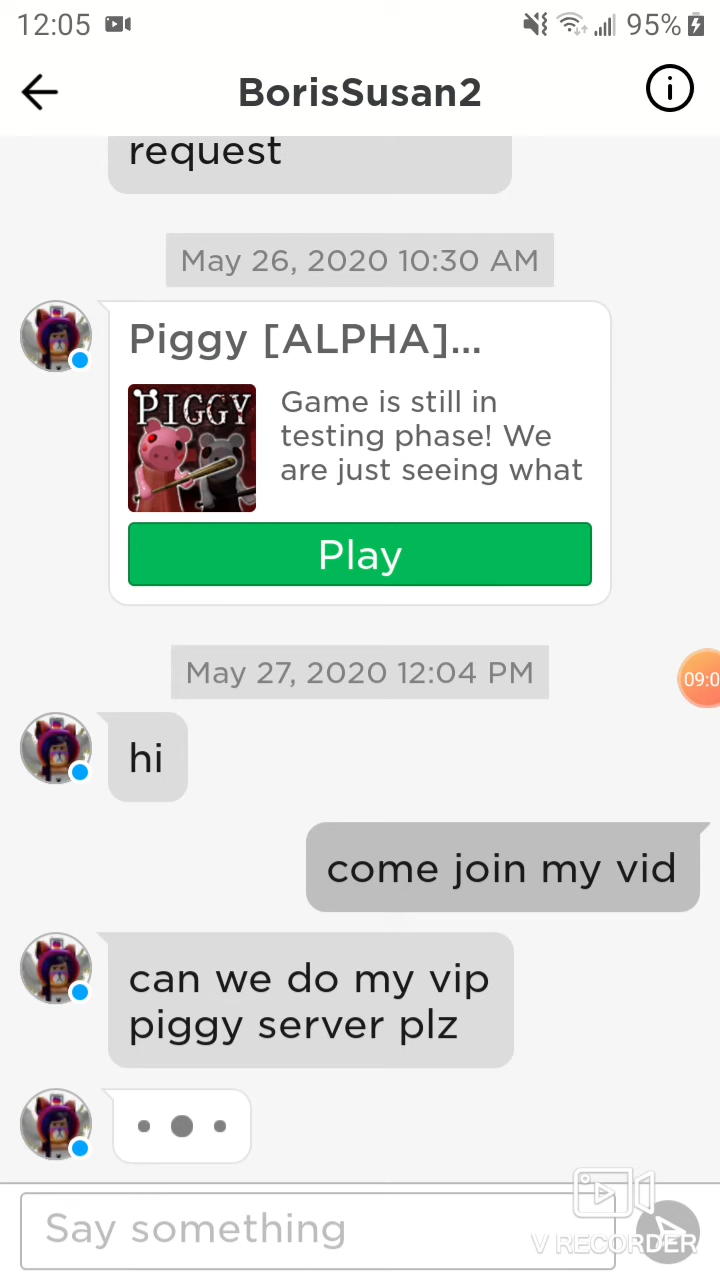 12:05
95%
BorisSusan2
request
May 26, 2020 10:30 AM
Piggy [ALPHA]...
PIGGY
Game is still in
testing phase! We
are just seeing what
Play
May 27, 2020 12:04 PM
09:0
hi
come join my vid
can we do my vip
piggy server plz
Say something
V RECORDER